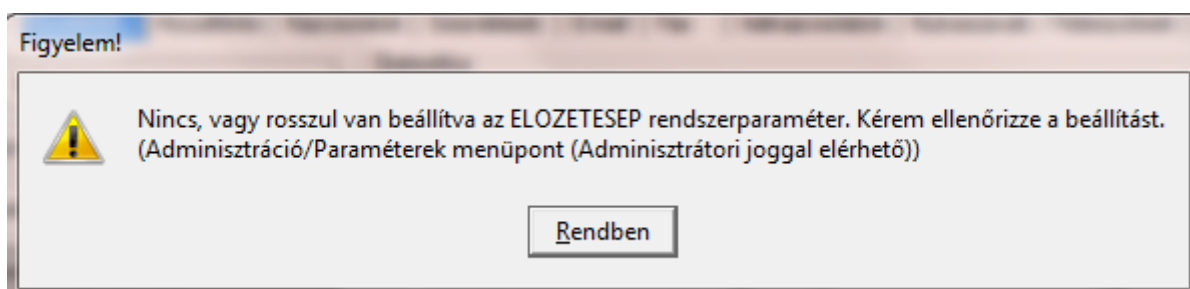 Figyelem!
Nincs, vagy rosszul van beállítva az ELOZETESEP rendszerparaméter. Kérem ellenőrizze a beállítást.
(Adminisztráció/Paraméterek menüpont (Adminisztrátori joggal elérhető))
Rendben